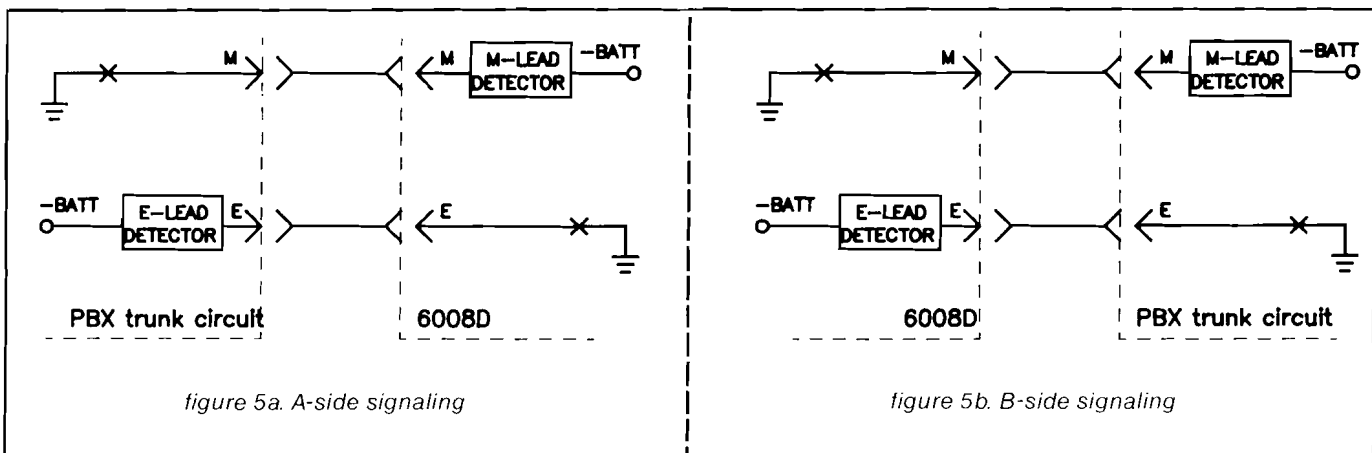 M
M
M-LEAD
DETECTOR
-BATT
-BATT
E-LEAD
DETECTOR
E
E
PBX trunk circuit
6008D
figure 5a. A-side signaling
M
M
M-LEAD
DETECTOR
-BATT
-BATT
E-LEAD
DETECTOR
E
E
6008D
PBX trunk circuit
figure 5b. B-side signaling